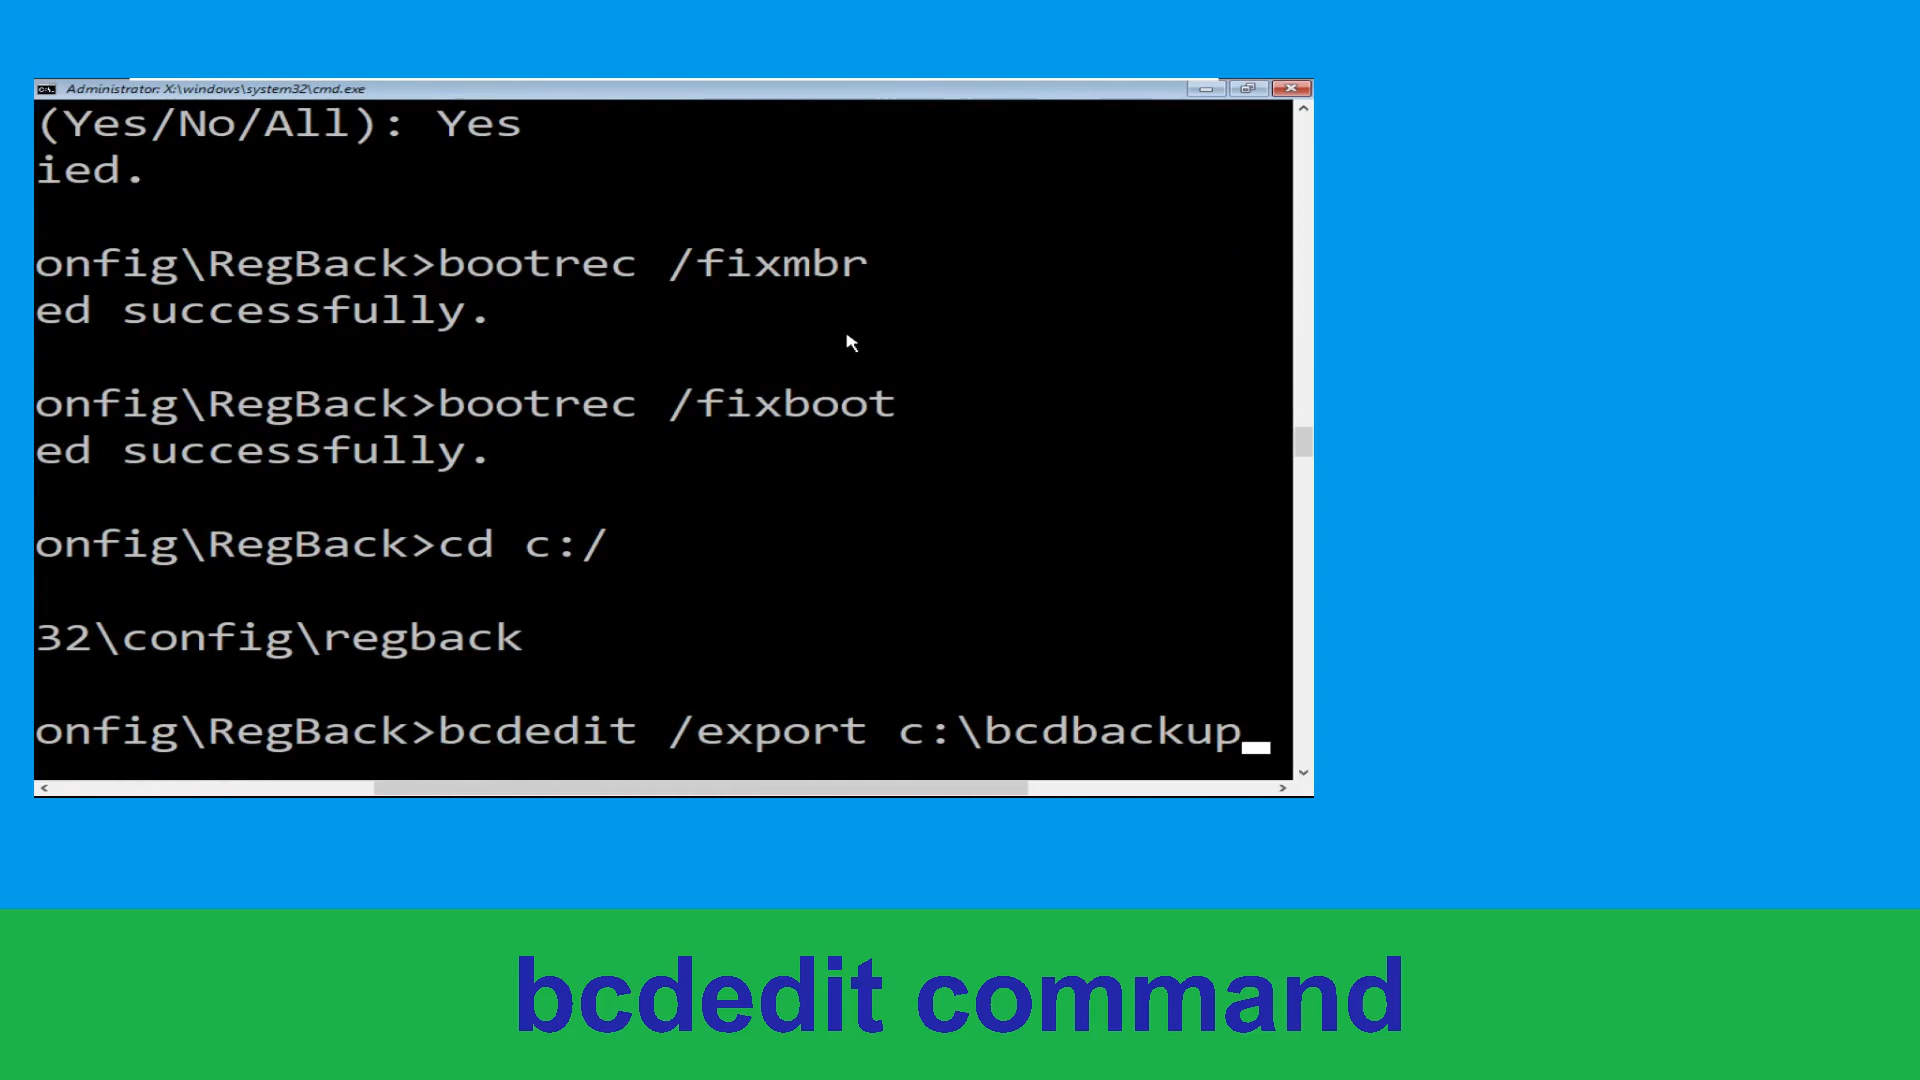 Administrator: X:\windows\system32\cmd.exe
(Yes/No/All): Yes
ied.
onfig\RegBack>bootrec /fixmbr
ed successfully.
onfig\RegBack>bootrec /fixboot
ed successfully.
onfig\RegBack>cd c:/
32\config\regback
onfig\RegBack>bcdedit /export c:\bcdbackup
bcdedit command